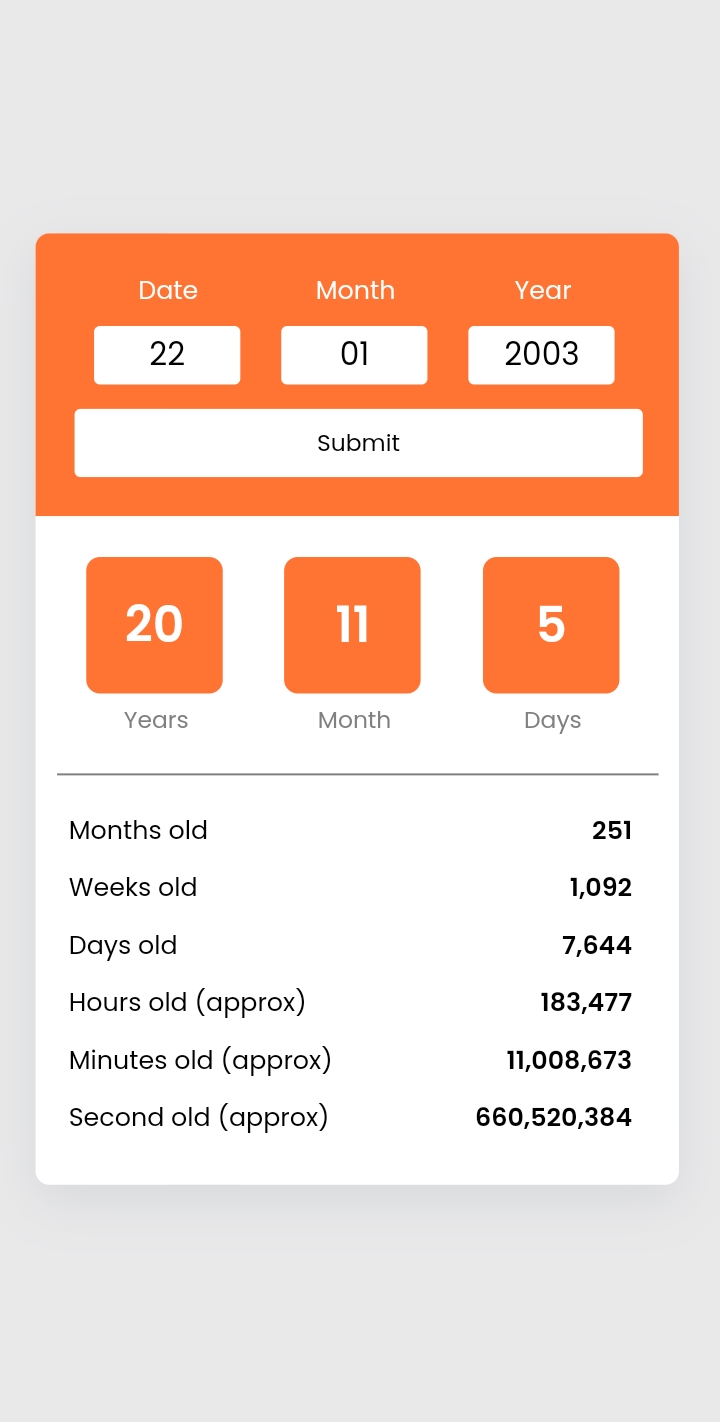 Date Month Year
22 01 2003
Submit
20 11 5
Years Month Days
Months old 251
Weeks old 1,092
Days old 7,644
Hours old (approx) 183,477
Minutes old (approx) 11,008,673
Second old (approx) 660,520,384